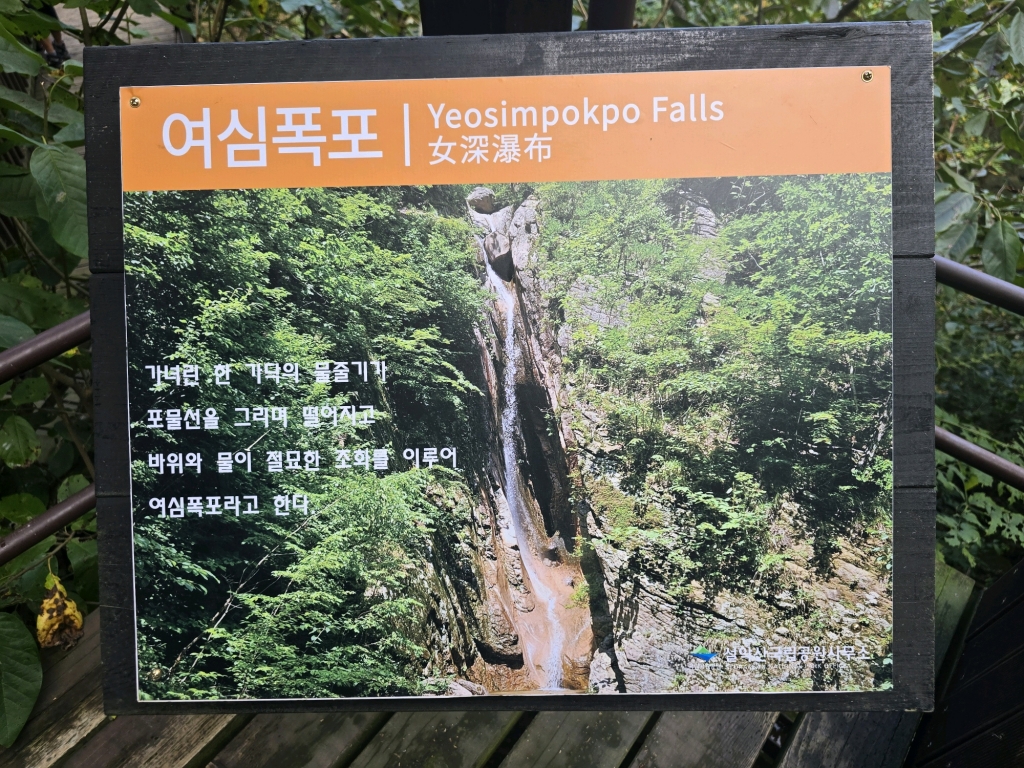 여심폭포
Yeosimpokpo Falls
女深瀑布
가녀린 한 가닥의 물줄기가
포물선을 그리며 떨어지고
바위와 물이 절묘한 조화를 이루어
여심폭포라고 한다.
설악산국립공원사무소
NATIONAL PARK OFFICE